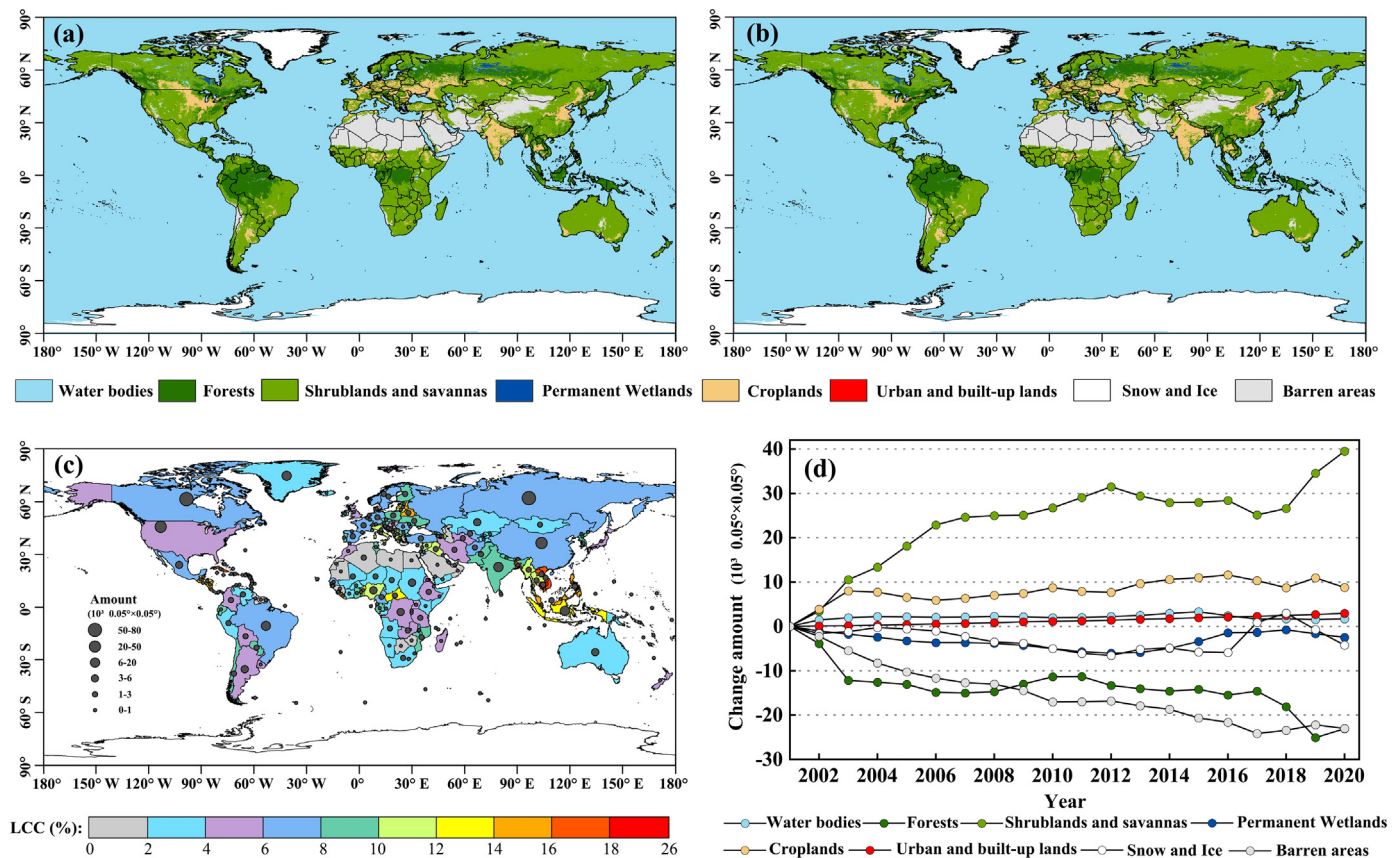 (a)
90°
60° N
30° N
0°
30° S
60° S
90°
180° 150° W 120° W 90° W 60° W 30° W 0° 30° E 60° E 90° E 120° E 150° E 180°
(b)
90°
60° N
30° N
0°
30° S
60° S
90°
180° 150° W 120° W 90° W 60° W 30° W 0° 30° E 60° E 90° E 120° E 150° E 180°
Water bodies Forests Shrublands and savannas Permanent Wetlands Croplands Urban and built-up lands Snow and Ice Barren areas
(c)
90°
60° N
30° N
0°
30° S
60° S
90°
Amount
(10³ 0.05°×0.05°)
50-80
20-50
6-20
3-6
1-3
0-1
180° 150° W 120° W 90° W 60° W 30° W 0° 30° E 60° E 90° E 120° E 150° E 180°
LCC (%):
0 2 4 6 8 10 12 14 16 18 26
(d)
Change amount (10³ 0.05°×0.05°)
40
30
20
10
0
-10
-20
-30
2002 2004 2006 2008 2010 2012 2014 2016 2018 2020
Year
Water bodies Forests Shrublands and savannas Permanent Wetlands
Croplands Urban and built-up lands Snow and Ice Barren areas